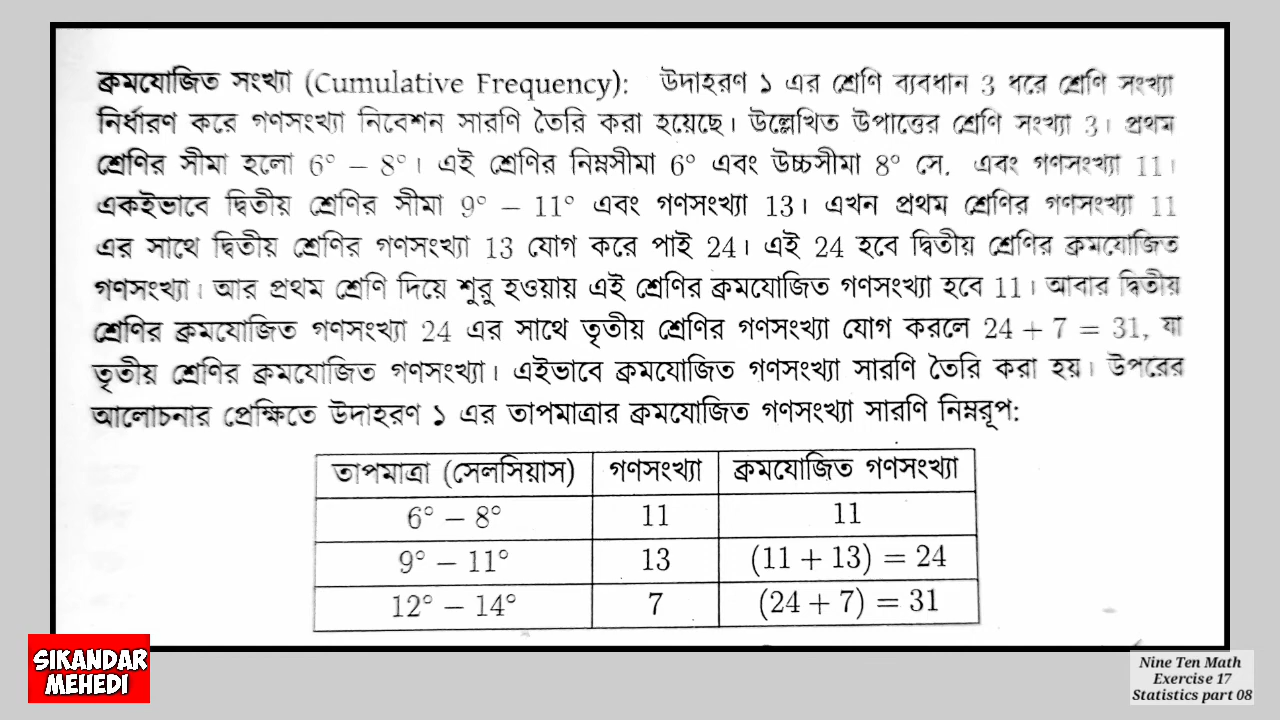 ক্রমযোজিত সংখ্যা (Cumulative Frequency): উদাহরণ ১ এর শ্রেণি ব্যবধান 3 ধরে শ্রেণি সংখ্যা
নির্ধারণ করে গণসংখ্যা নিবেশন সারণি তৈরি করা হয়েছে। উল্লেখিত উপাত্তের শ্রেণি সংখ্যা 3। প্রথম
শ্রেণির সীমা হলো 6° – 8°। এই শ্রেণির নিম্নসীমা 6° এবং উচ্চসীমা 8° সে. এবং গণসংখ্যা 11।
একইভাবে দ্বিতীয় শ্রেণির সীমা 9° – 11° এবং গণসংখ্যা 13। এখন প্রথম শ্রেণির গণসংখ্যা 11
এর সাথে দ্বিতীয় শ্রেণির গণসংখ্যা 13 যোগ করে পাই 24। এই 24 হবে দ্বিতীয় শ্রেণির ক্রমযোজিত
গণসংখ্যা। আর প্রথম শ্রেণি দিয়ে শুরু হওয়ায় এই শ্রেণির ক্রমযোজিত গণসংখ্যা হবে 11। আবার দ্বিতীয়
শ্রেণির ক্রমযোজিত গণসংখ্যা 24 এর সাথে তৃতীয় শ্রেণির গণসংখ্যা যোগ করলে 24 + 7 = 31, যা
তৃতীয় শ্রেণির ক্রমযোজিত গণসংখ্যা। এইভাবে ক্রমযোজিত গণসংখ্যা সারণি তৈরি করা হয়। উপরের
আলোচনার প্রেক্ষিতে উদাহরণ ১ এর তাপমাত্রার ক্রমযোজিত গণসংখ্যা সারণি নিম্নরূপ:
তাপমাত্রা (সেলসিয়াস) গণসংখ্যা ক্রমযোজিত গণসংখ্যা
6° – 8° 11 11
9° – 11° 13 (11 + 13) = 24
12° – 14° 7 (24 + 7) = 31
SIKANDAR
MEHEDI
Nine Ten Math
Exercise 17
Statistics part 08